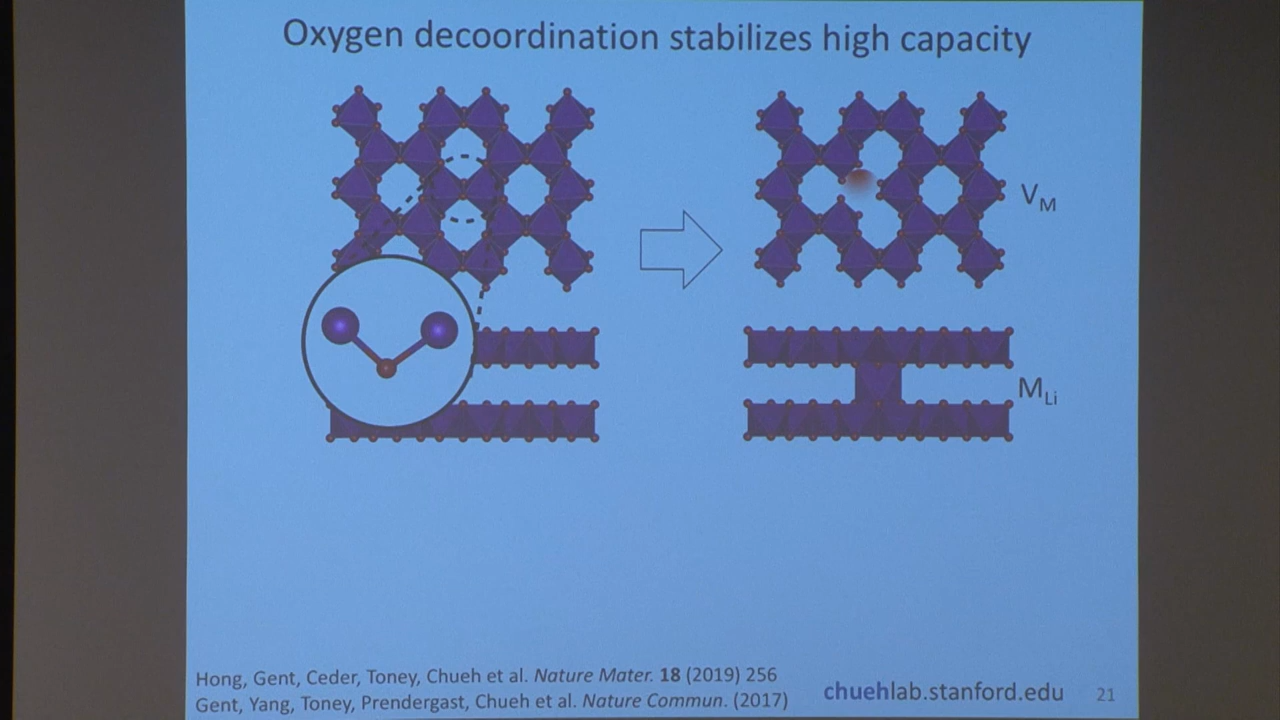 Oxygen decoordination stabilizes high capacity
V_M
M_Li
Hong, Gent, Ceder, Toney, Chueh et al. Nature Mater. 18 (2019) 256
Gent, Yang, Toney, Prendergast, Chueh et al. Nature Commun. (2017)
chuehlab.stanford.edu
21